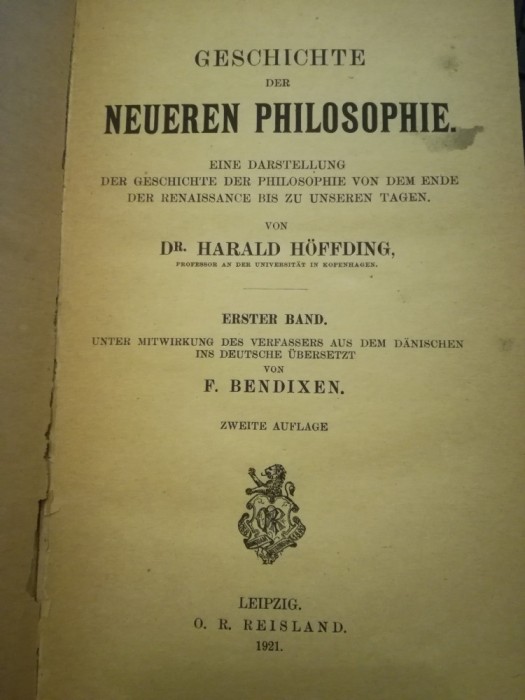 GESCHICHTE
DER
NEUEREN PHILOSOPHIE.
EINE DARSTELLUNG
DER GESCHICHTE DER PHILOSOPHIE VON DEM ENDE
DER RENAISSANCE BIS ZU UNSEREN TAGEN.
VON
DR. HARALD HÖFFDING,
PROFESSOR AN DER UNIVERSITÄT IN KOPENHAGEN.
ERSTER BAND.
UNTER MITWIRKUNG DES VERFASSERS AUS DEM DÄNISCHEN
INS DEUTSCHE ÜBERSETZT
VON
F. BENDIXEN.
ZWEITE AUFLAGE
LEIPZIG.
O. R. REISLAND.
1921.